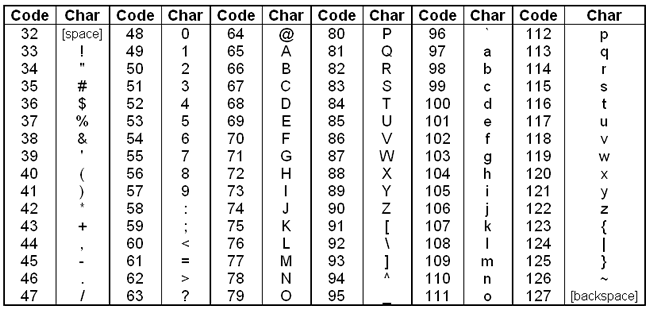 Code Char Code Char Code Char Code Char Code Char Code Char
32 [space] 48 0 64 @ 80 P 96 ` 112 p
33 ! 49 1 65 A 81 Q 97 a 113 q
34 " 50 2 66 B 82 R 98 b 114 r
35 # 51 3 67 C 83 S 99 c 115 s
36 $ 52 4 68 D 84 T 100 d 116 t
37 % 53 5 69 E 85 U 101 e 117 u
38 & 54 6 70 F 86 V 102 f 118 v
39 ' 55 7 71 G 87 W 103 g 119 w
40 ( 56 8 72 H 88 X 104 h 120 x
41 ) 57 9 73 I 89 Y 105 i 121 y
42 * 58 : 74 J 90 Z 106 j 122 z
43 + 59 ; 75 K 91 [ 107 k 123 {
44 , 60 < 76 L 92 \ 108 l 124 |
45 - 61 = 77 M 93 ] 109 m 125 }
46 . 62 > 78 N 94 ^ 110 n 126 ~
47 / 63 ? 79 O 95 _ 111 o 127 [backspace]